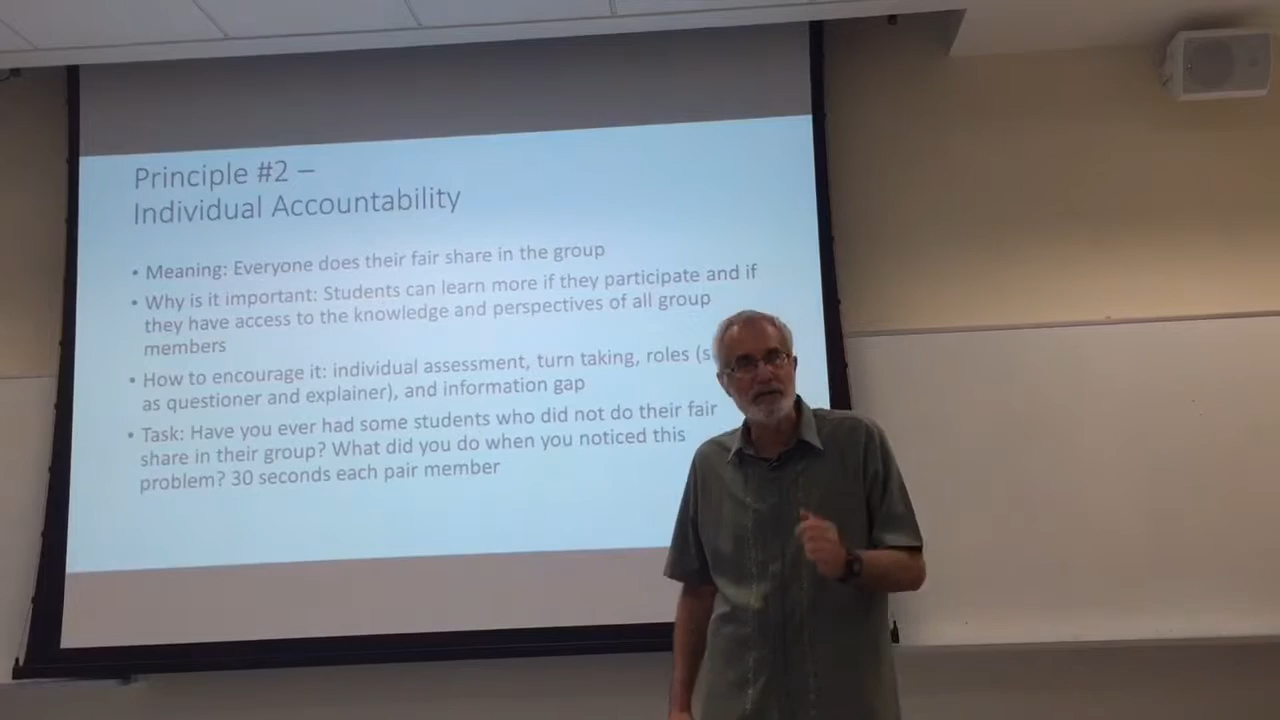 Principle #2 –
Individual Accountability
• Meaning: Everyone does their fair share in the group
• Why is it important: Students can learn more if they participate and if
they have access to the knowledge and perspectives of all group
members
• How to encourage it: individual assessment, turn taking, roles (
as questioner and explainer), and information gap
• Task: Have you ever had some students who did not do their fair
share in their group? What did you do when you noticed this
problem? 30 seconds each pair member